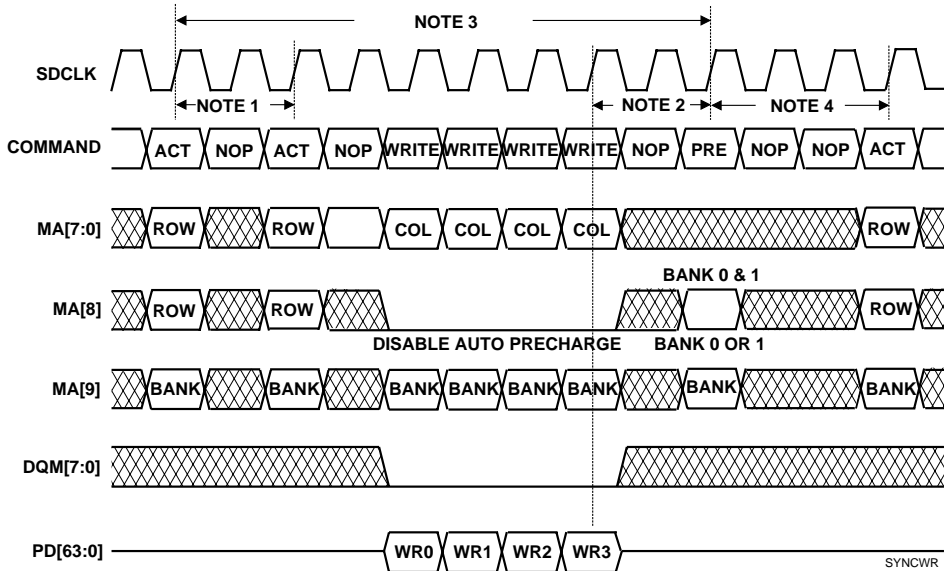 NOTE 3
SDCLK
NOTE 1 NOTE 2 NOTE 4
COMMAND ACT NOP ACT NOP WRITE WRITE WRITE WRITE NOP PRE NOP NOP ACT
MA[7:0] ROW ROW COL COL COL COL ROW
BANK 0 & 1
MA[8] ROW ROW ROW
DISABLE AUTO PRECHARGE BANK 0 OR 1
MA[9] BANK BANK BANK BANK BANK BANK BANK BANK
DQM[7:0]
PD[63:0] WR0 WR1 WR2 WR3
SYNCWR